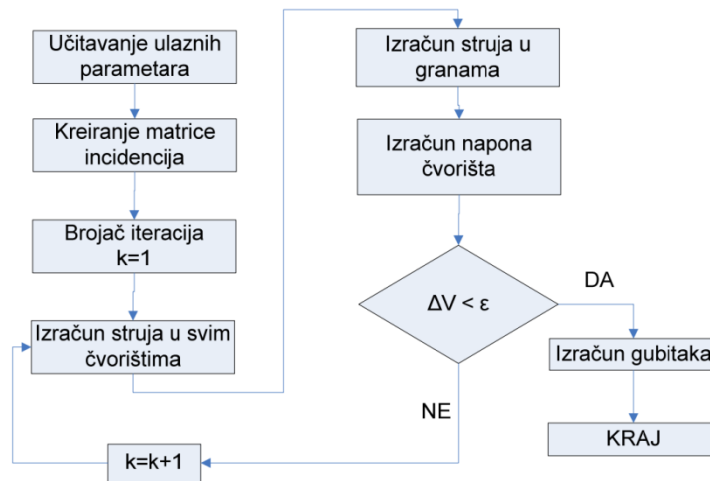 Učitavanje ulaznih
parametara
Kreiranje matrice
incidencija
Brojač iteracija
k=1
Izračun struja u svim
čvorištima
k=k+1
Izračun struja u
granama
Izračun napona
čvorišta
ΔV < ε
DA
NE
Izračun gubitaka
KRAJ